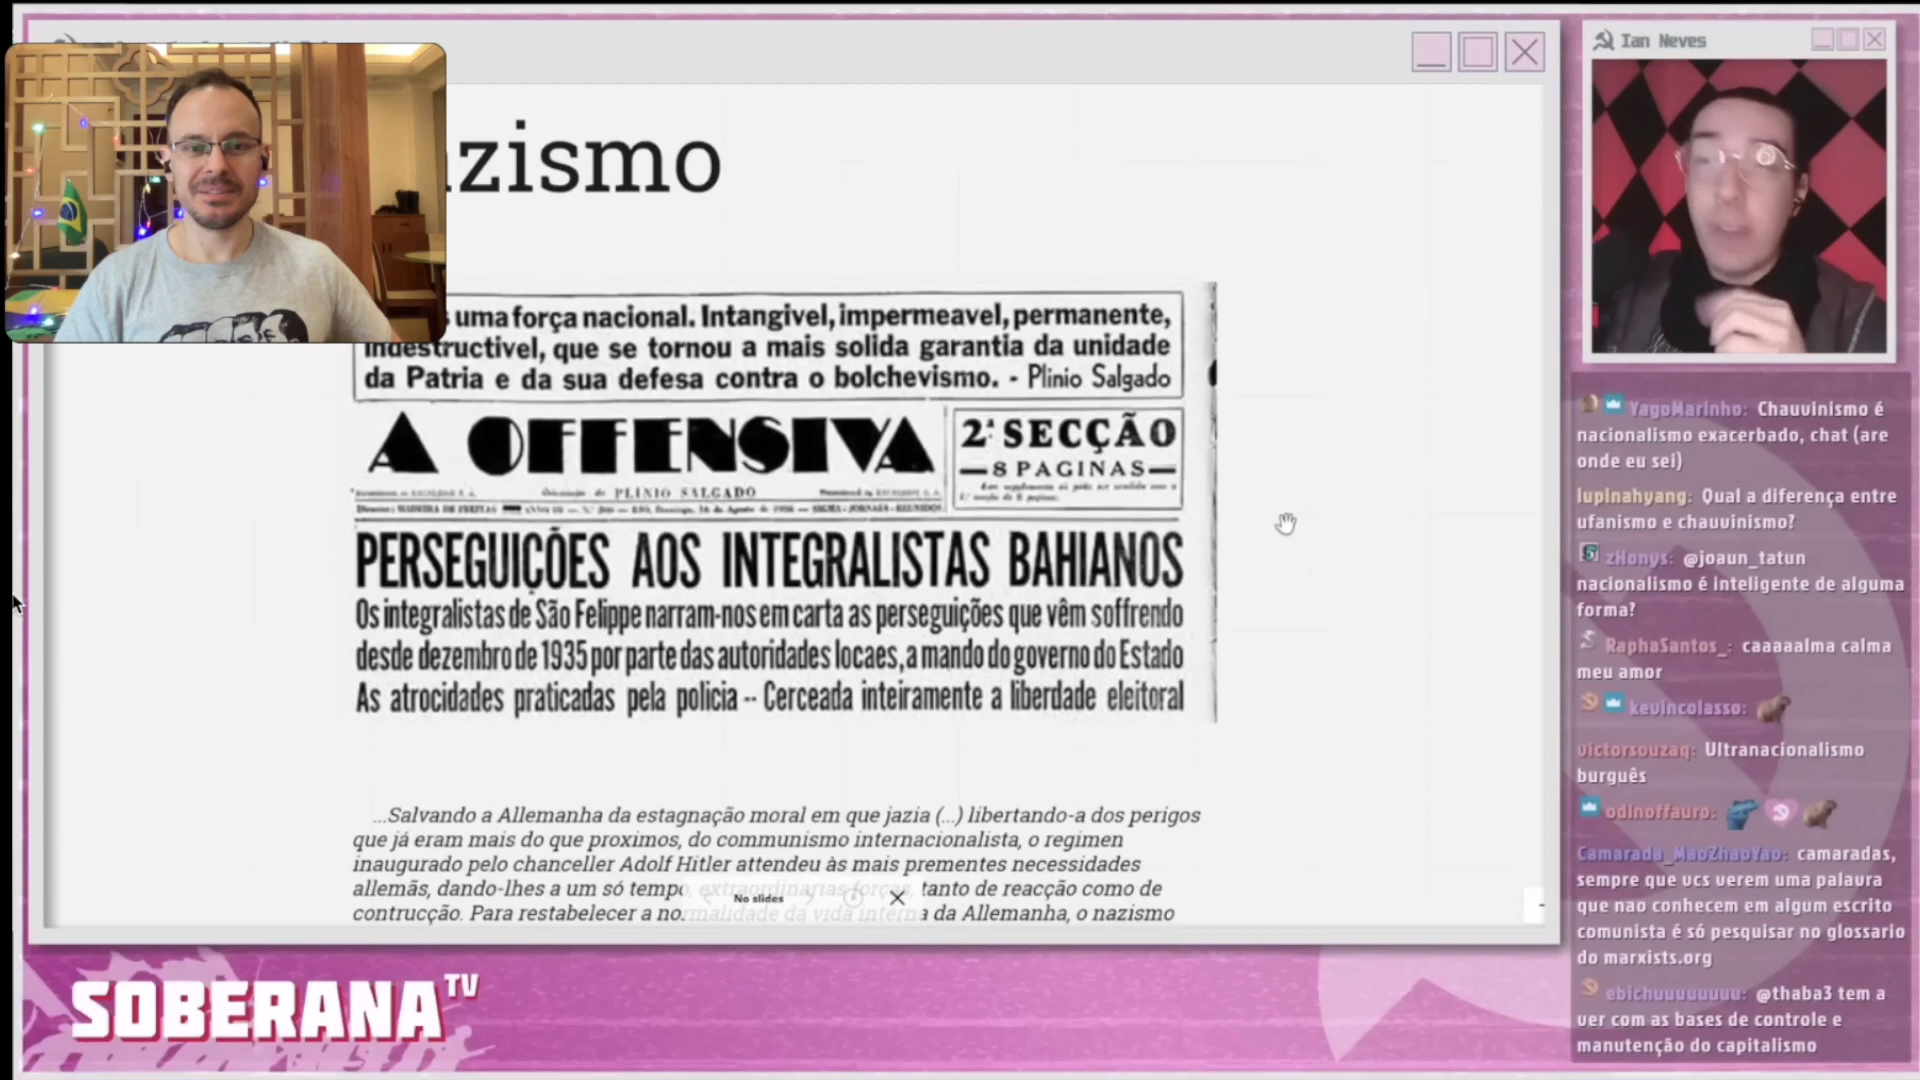 azismo
uma força nacional. Intangivel, impermeavel, permanente,
indestructivel, que se tornou a mais solida garantia da unidade
da Patria e da sua defesa contra o bolchevismo. - Plinio Salgado
A OFFENSIVA
2ª SECÇÃO
—8 PAGINAS—
PLINIO SALGADO
PERSEGUIÇÕES AOS INTEGRALISTAS BAHIANOS
Os integralistas de São Felippe narram-nos em carta as perseguições que vêm soffrendo
desde dezembro de 1935 por parte das autoridades locaes, a mando do governo do Estado
As atrocidades praticadas pela policia -- Cerceada inteiramente a liberdade eleitoral
...Salvando a Allemanha da estagnação moral em que jazia (...) libertando-a dos perigos
que já eram mais do que proximos, do communismo internacionalista, o regimen
inaugurado pelo chanceller Adolf Hitler attendeu às mais prementes necessidades
allemãs, dando-lhes a um só tempo, extraordinarias forças, tanto de reacção como de
contrucção. Para restabelecer a normalidade da vida interna da Allemanha, o nazismo
No slides
SOBERANA TV
Ian Neves
YagoMarinho: Chauvinismo é
nacionalismo exacerbado, chat (are
onde eu sei)
lupinahyang: Qual a diferença entre
ufanismo e chauvinismo?
zHonys: @joaun_tatun
nacionalismo é inteligente de alguma
forma?
RaphaSantos_: caaaaalma calma
meu amor
kevincolasso:
victorsouzaq: Ultranacionalismo
burguês
odinoffauro:
Camarada_MaoZhaoYao: camaradas,
sempre que vcs verem uma palavra
que nao conhecem em algum escrito
comunista é só pesquisar no glossario
do marxists.org
ebichuuuuuuuu: @thaba3 tem a
ver com as bases de controle e
manutenção do capitalismo